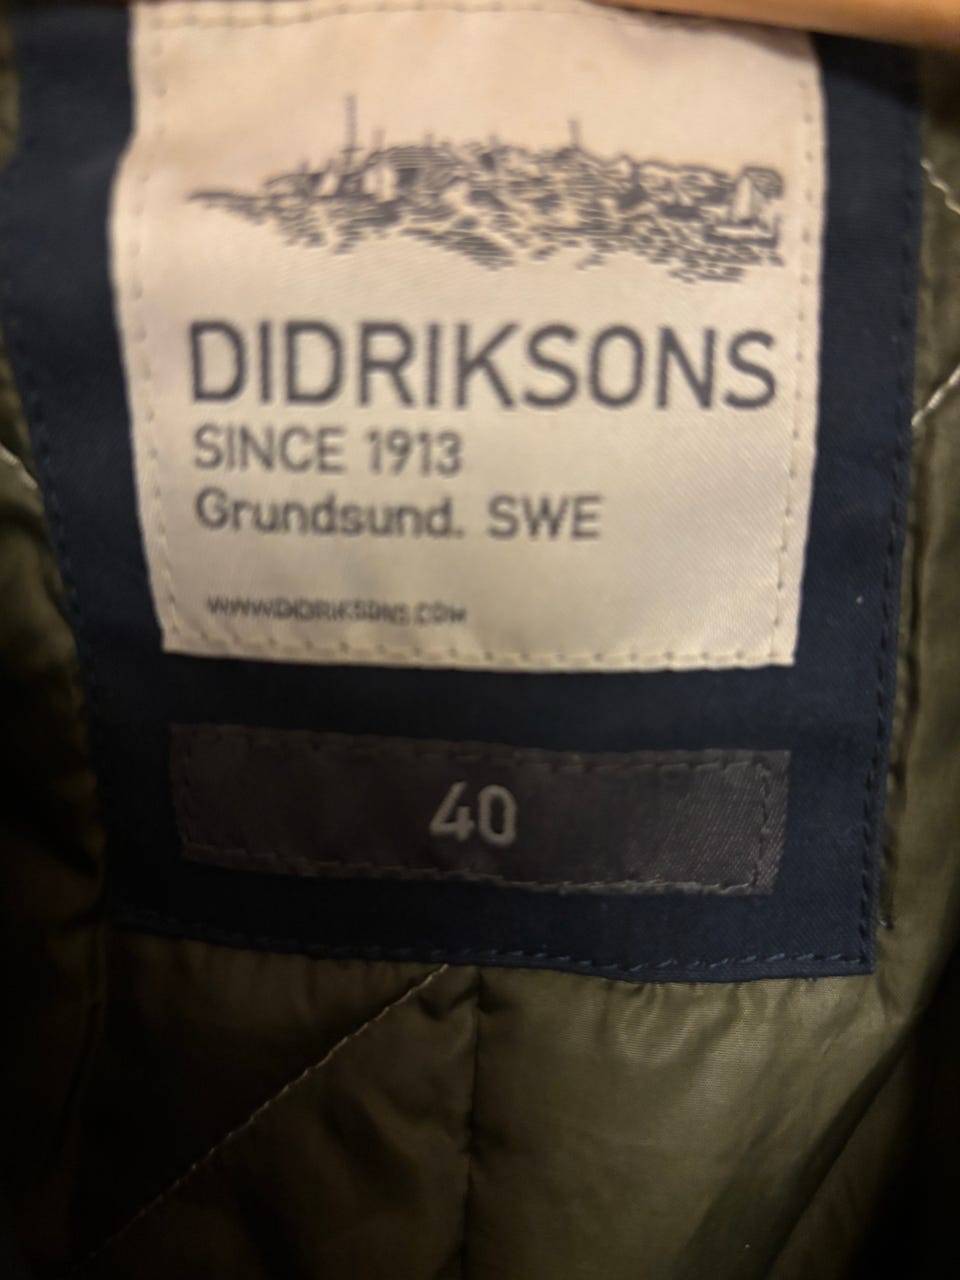 DIDRIKSONS
SINCE 1913
Grundsund. SWE
WWW.DIDRIKSONS.COM
40